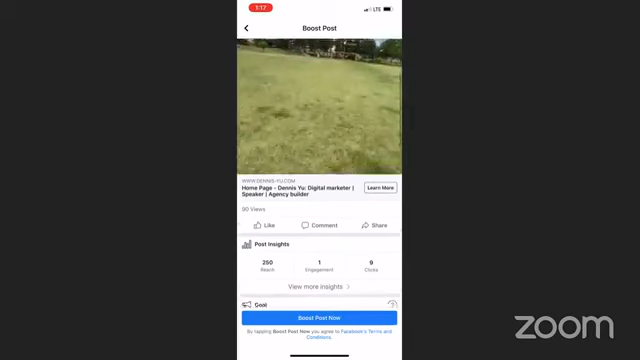 1:17
LTE
Boost Post
WWW.DENNIS-YU.COM
Home Page - Dennis Yu: Digital marketer |
Speaker | Agency builder
Learn More
90 Views
Like
Comment
Share
Post Insights
250
1
9
Reach
Engagement
Clicks
View more insights
Goal
Boost Post Now
By tapping Boost Post Now you agree to Facebook's Terms and
Conditions.
zoom